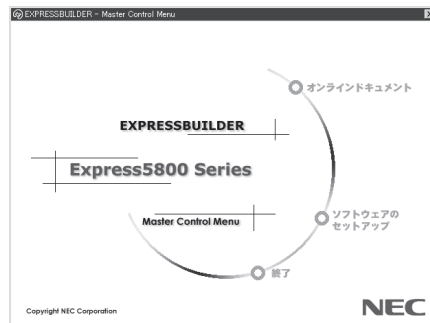 EXPRESSBUILDER - Master Control Menu
オンラインドキュメント
EXPRESSBUILDER
Express5800 Series
Master Control Menu
ソフトウェアの
セットアップ
終了
Copyright NEC Corporation
NEC